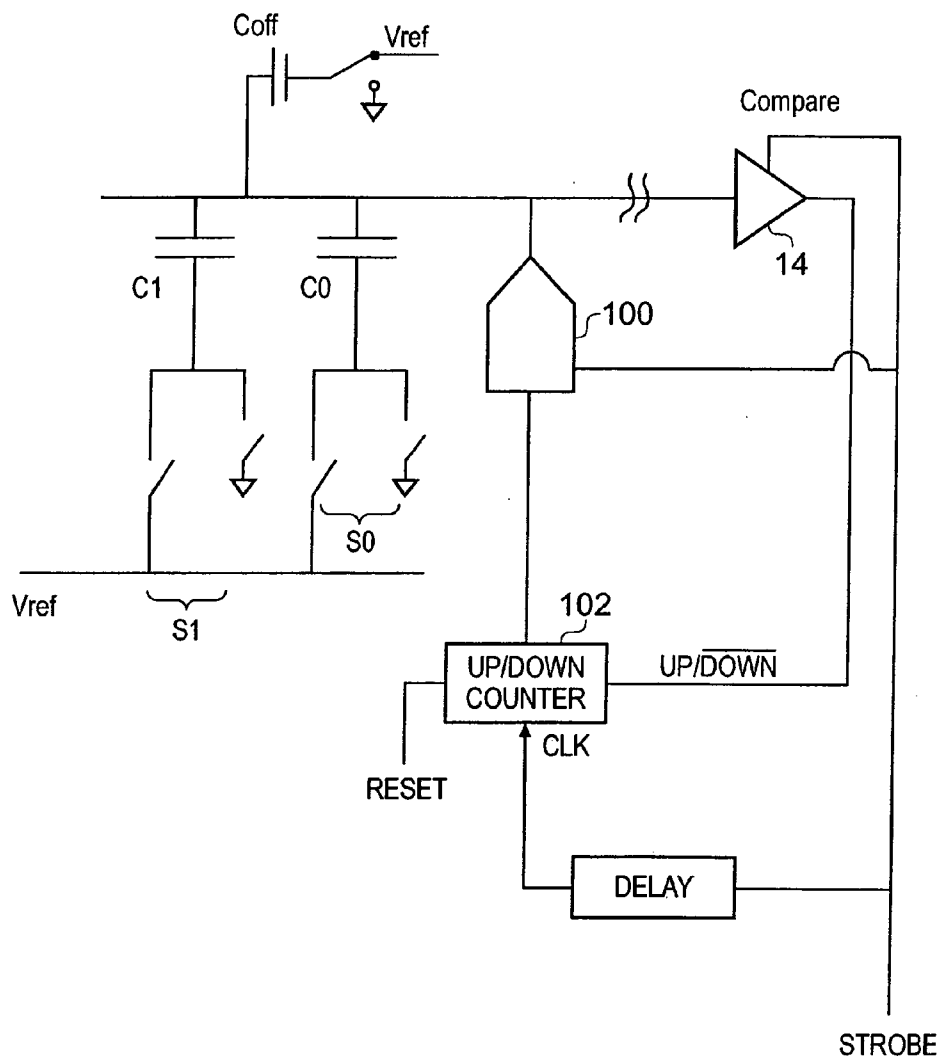 Coff
Vref
Compare
14
C1
C0
100
S0
Vref
S1
102
UP/DOWN
COUNTER
UP/DOWN
CLK
RESET
DELAY
STROBE